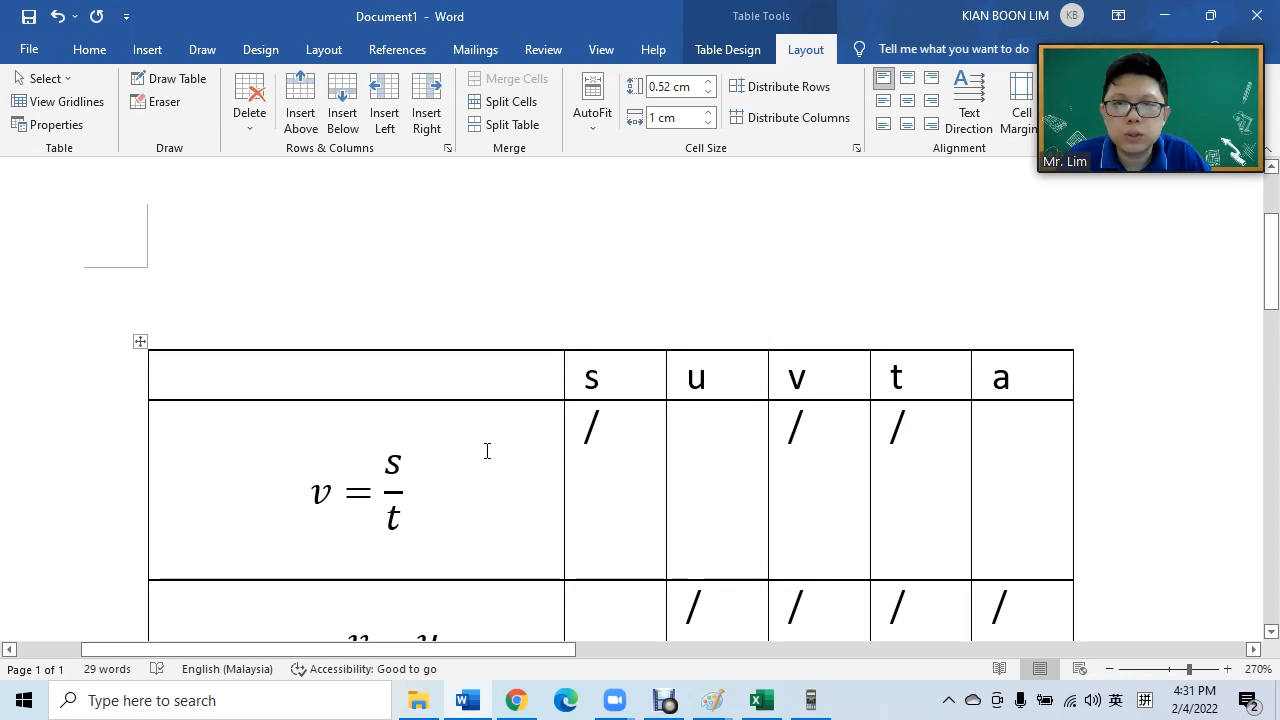 Document1 - Word
Table Tools
KIAN BOON LIM
KB
File
Home
Insert
Draw
Design
Layout
References
Mailings
Review
View
Help
Table Design
Layout
Tell me what you want to do
Select
View Gridlines
Properties
Table
Draw Table
Eraser
Draw
Delete
Insert Above
Insert Below
Insert Left
Insert Right
Rows & Columns
Merge Cells
Split Cells
Split Table
Merge
AutoFit
0.52 cm
1 cm
Distribute Rows
Distribute Columns
Cell Size
Text Direction
Cell
Alignment
Mr. Lim
s u v t a
/ / /
v = s/t
/ / / /
Page 1 of 1
29 words
English (Malaysia)
Accessibility: Good to go
270%
Type here to search
英
拼
4:31 PM
2/4/2022
2